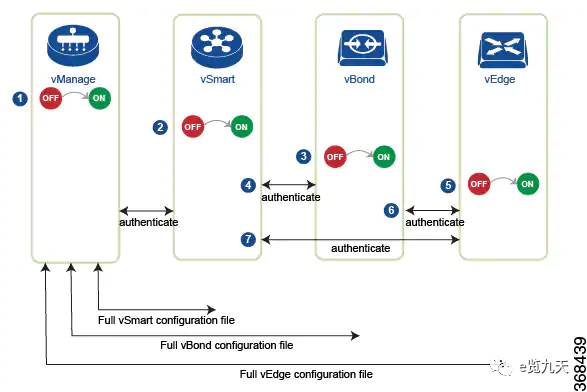 vManage
vSmart
vBond
vEdge
1
OFF
ON
2
OFF
ON
3
OFF
ON
4
authenticate
5
OFF
ON
6
authenticate
authenticate
7
authenticate
Full vSmart configuration file
Full vBond configuration file
Full vEdge configuration file
e览九天
368439